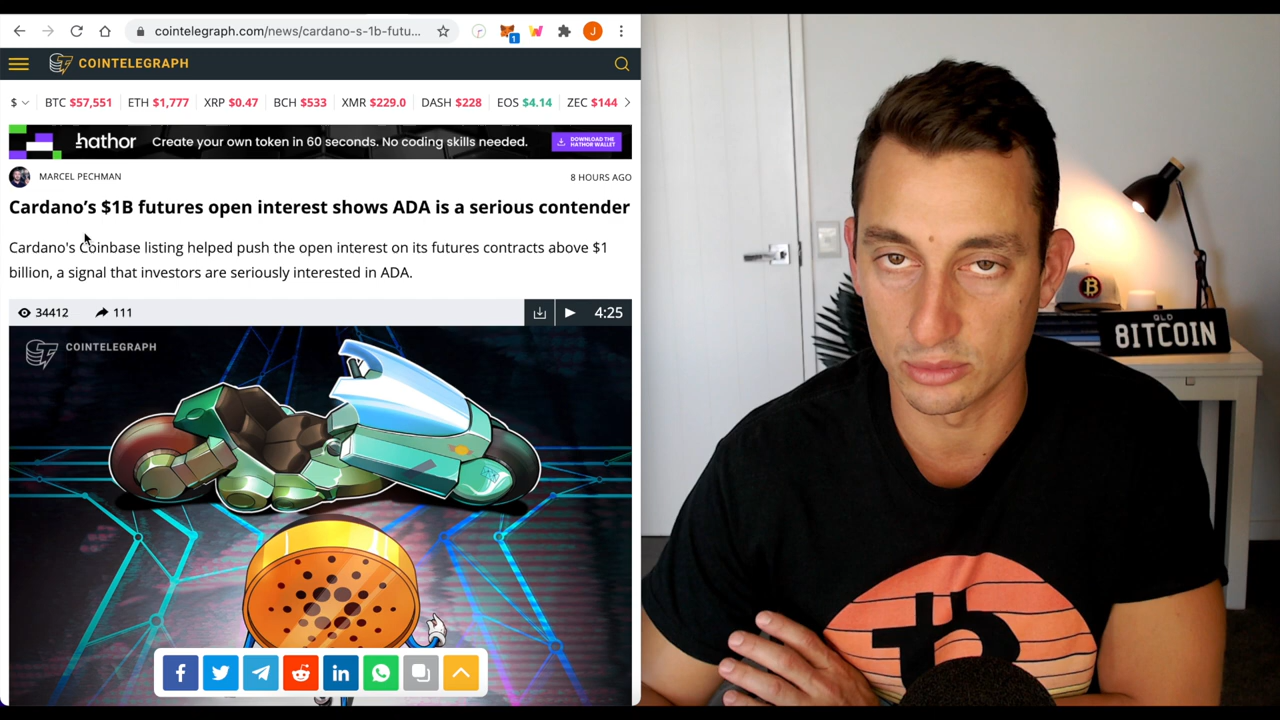 cointelegraph.com/news/cardano-s-1b-futu...
1
J
COINTELEGRAPH
$ BTC $57,551 ETH $1,777 XRP $0.47 BCH $533 XMR $229.0 DASH $228 EOS $4.14 ZEC $144
hathor Create your own token in 60 seconds. No coding skills needed. DOWNLOAD THE
HATHOR WALLET
MARCEL PECHMAN 8 HOURS AGO
Cardano's $1B futures open interest shows ADA is a serious contender
Cardano's Coinbase listing helped push the open interest on its futures contracts above $1
billion, a signal that investors are seriously interested in ADA.
34412 111 4:25
COINTELEGRAPH
QLD
8ITCOIN